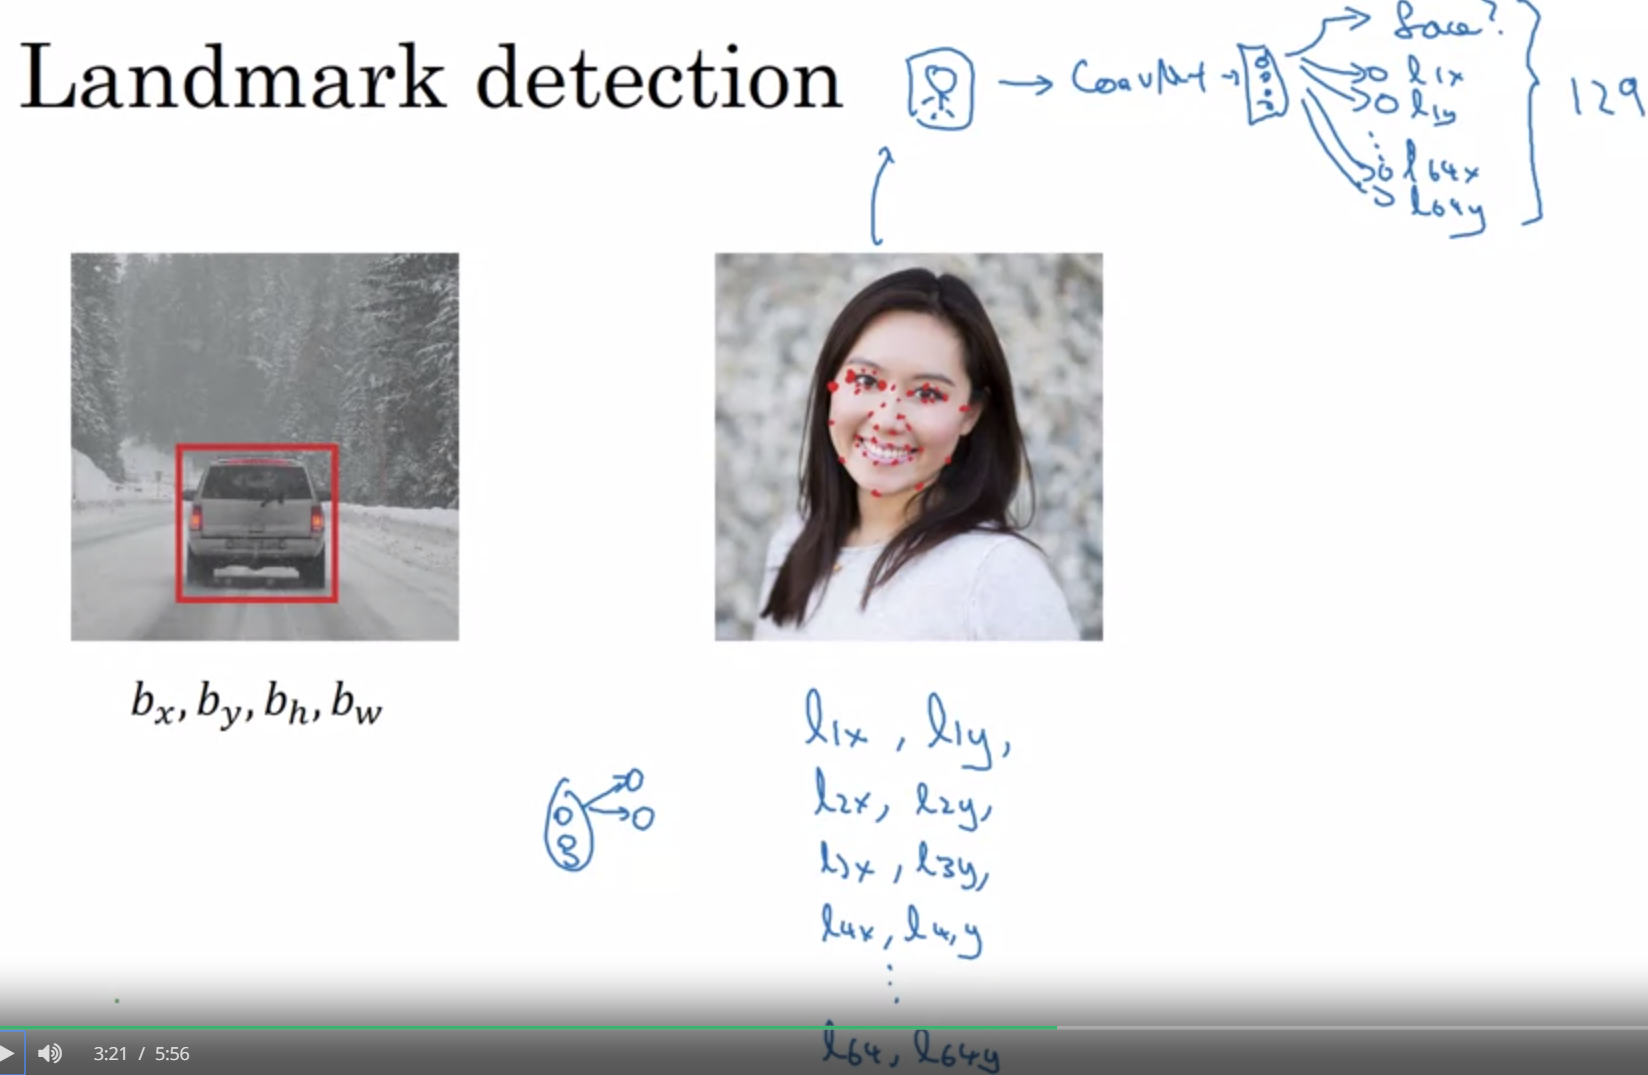 Landmark detection
→ ConvNet → face?
l1x
l1y
⋮
l64x
l64y
129
bx, by, bh, bw
l1x, l1y,
l2x, l2y,
l3x, l3y,
l4x, l4,y
⋮
l64, l64y
3:21 / 5:56